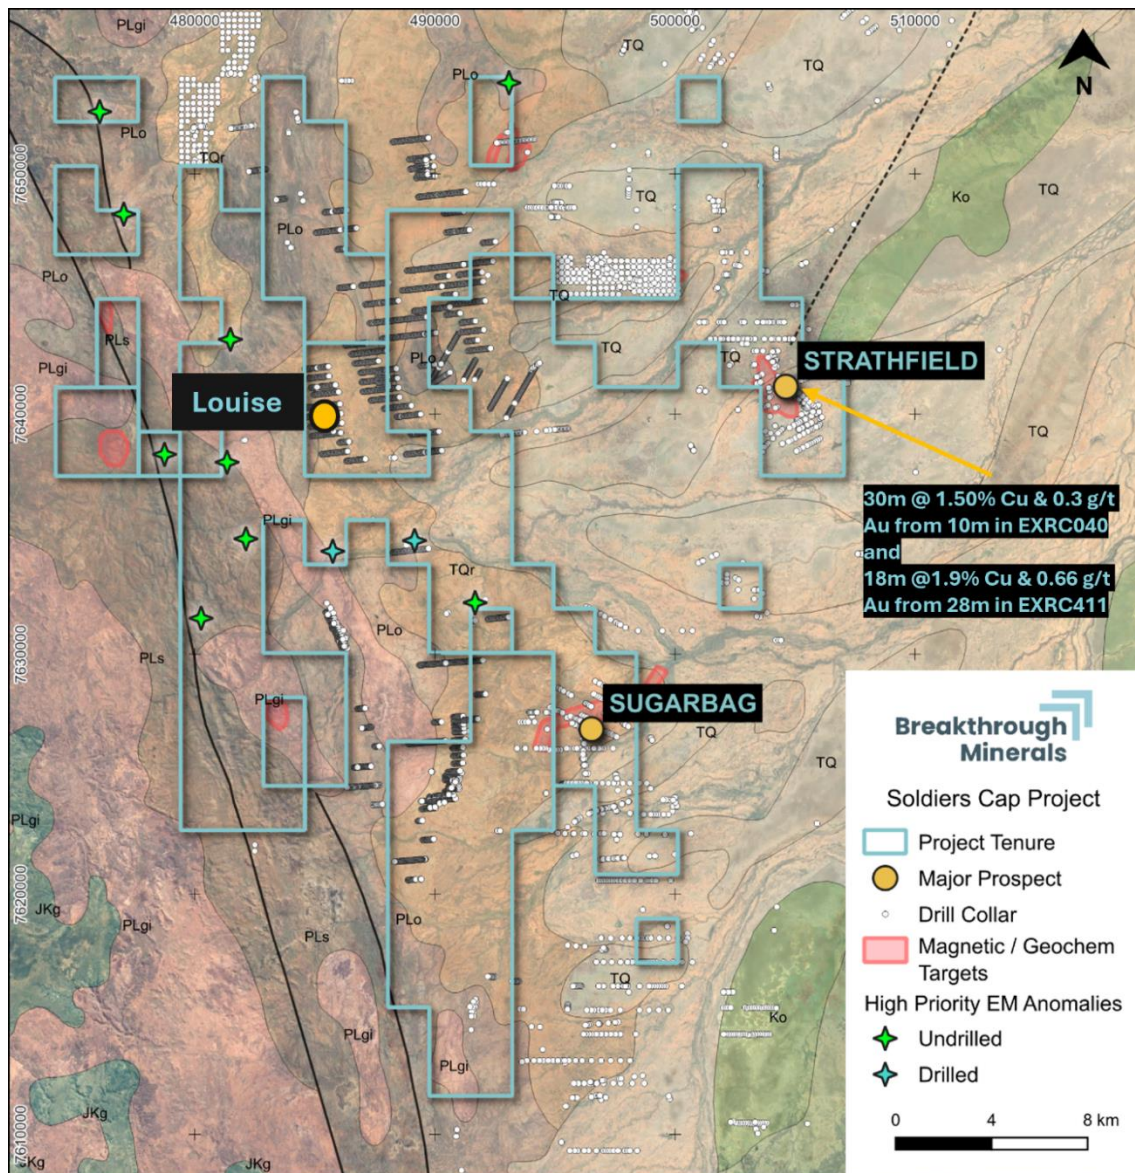 480000
490000
500000
510000
PLgi
TQ
TQ
PLo
N
PLo
TQr
7650000
TQ
Ko
TQ
PLo
PLo
TQ
PLs
PLgi
PLo
TQ
TQ
STRATHFIELD
Louise
7640000
TQ
30m @ 1.50% Cu & 0.3 g/t
Au from 10m in EXRC040
and
18m @1.9% Cu & 0.66 g/t
Au from 28m in EXRC411
PLgi
TQr
PLo
7630000
PLs
PLgi
SUGARBAG
TQ
TQ
PLgi
7620000
JKg
PLgi
PLs
PLo
TQ
PLgi
PLgi
Ko
JKg
7610000
JKg
Breakthrough
Minerals
Soldiers Cap Project
Project Tenure
Major Prospect
Drill Collar
Magnetic / Geochem
Targets
High Priority EM Anomalies
Undrilled
Drilled
0 4 8 km